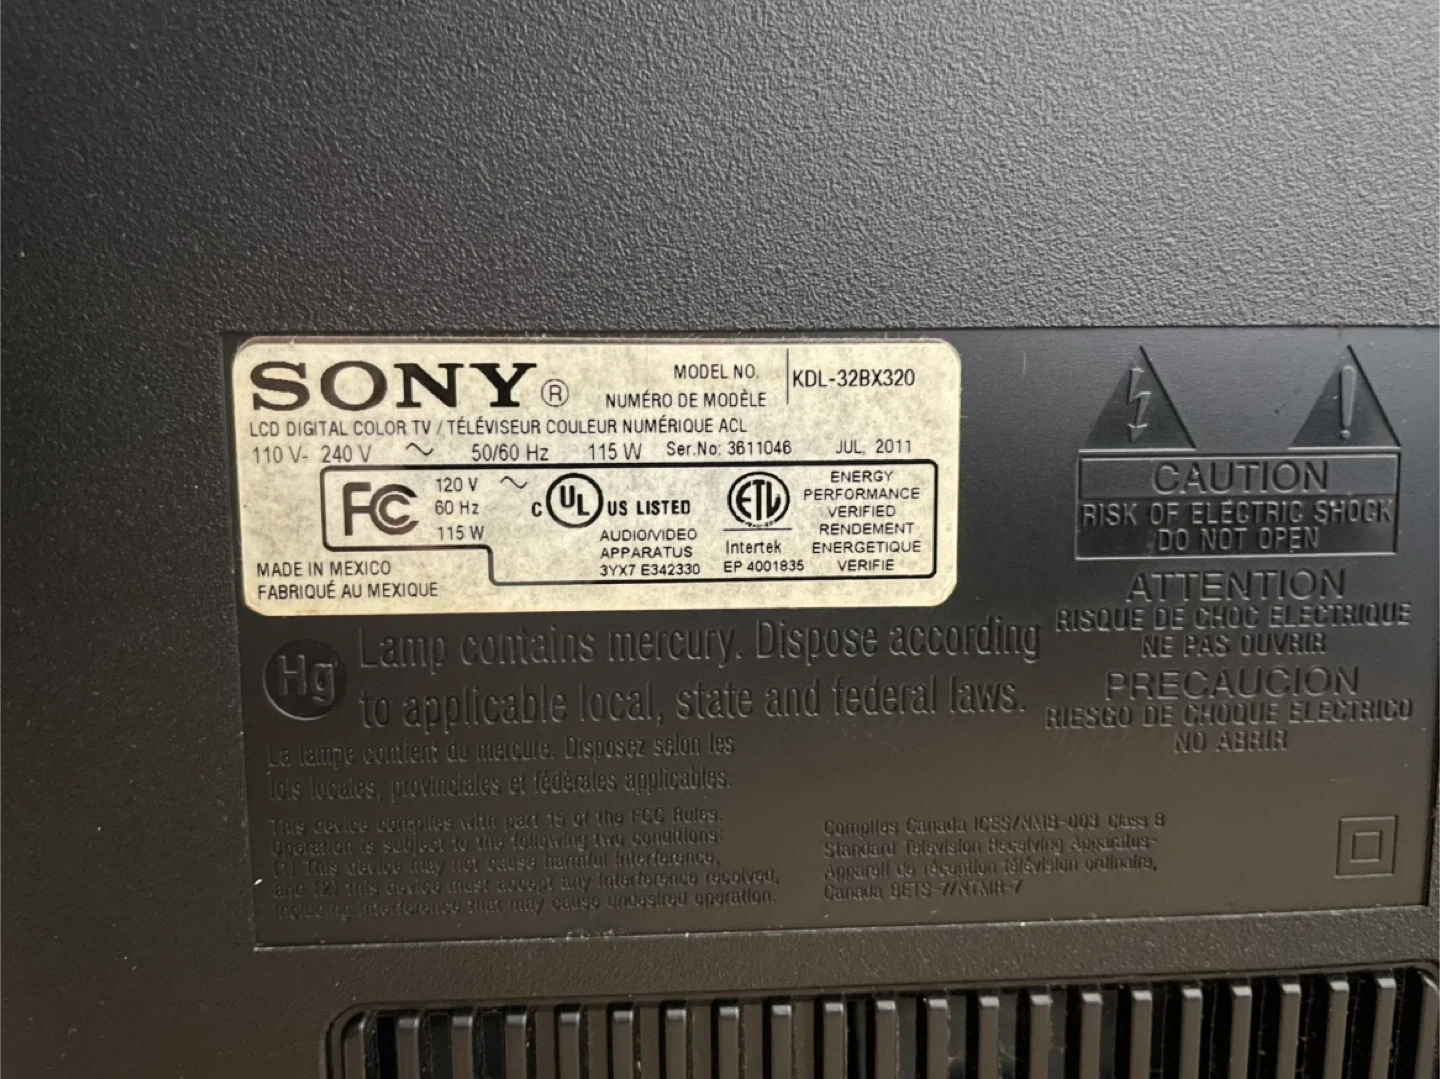 SONY®
MODEL NO.
NUMÉRO DE MODÈLE
KDL-32BX320
LCD DIGITAL COLOR TV / TÉLÉVISEUR COULEUR NUMÉRIQUE ACL
110 V- 240 V ~ 50/60 Hz 115 W Ser.No: 3611046 JUL, 2011
FC
120 V ~
60 Hz
115 W
C UL US LISTED
AUDIO/VIDEO
APPARATUS
3YX7 E342330
ETL
Intertek
EP 4001835
ENERGY
PERFORMANCE
VERIFIED
RENDEMENT
ENERGETIQUE
VERIFIE
MADE IN MEXICO
FABRIQUÉ AU MEXIQUE
CAUTION
RISK OF ELECTRIC SHOCK
DO NOT OPEN
ATTENTION
RISQUE DE CHOC ELECTRIQUE
NE PAS OUVRIR
PRECAUCION
RIESGO DE CHOQUE ELECTRICO
NO ABRIR
Hg
Lamp contains mercury. Dispose according
to applicable local, state and federal laws.
La lampe contient du mercure. Disposez selon les
lois locales, provinciales et fédérales applicables.
This device complies with part 15 of the FCC Rules.
Operation is subject to the following two conditions:
(1) This device may not cause harmful interference,
and (2) this device must accept any interference received,
including interference that may cause undesired operation.
Complies Canada ICES/NMB-003 Class B
Standard Television Receiving Apparatus-
Appareil de réception télévision ordinaire,
Canada BETS-7/NTMR-7